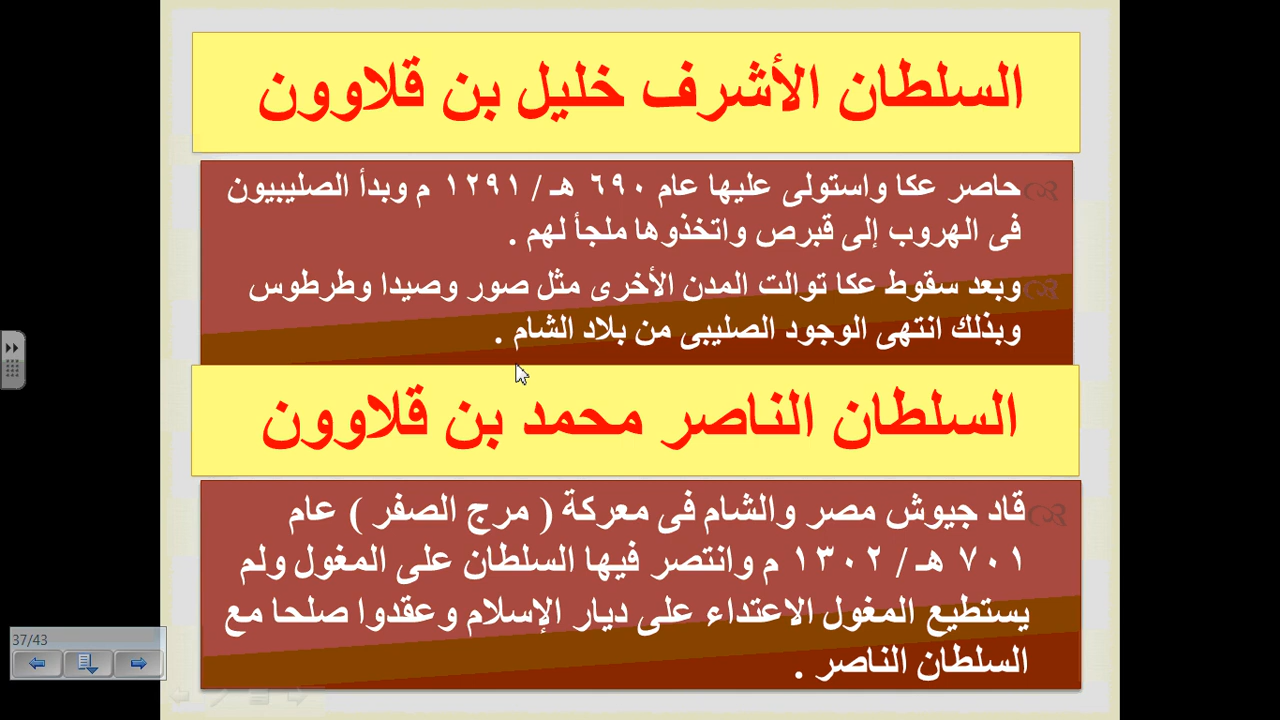 السلطان الأشرف خليل بن قلاوون
حاصر عكا واستولى عليها عام ٦٩٠ هـ / ١٢٩١ م وبدأ الصليبيون
فى الهروب إلى قبرص واتخذوها ملجأ لهم .
وبعد سقوط عكا توالت المدن الأخرى مثل صور وصيدا وطرطوس
وبذلك انتهى الوجود الصليبى من بلاد الشام .
السلطان الناصر محمد بن قلاوون
قاد جيوش مصر والشام فى معركة ( مرج الصفر ) عام
٧٠١ هـ / ١٣٠٢ م وانتصر فيها السلطان على المغول ولم
يستطيع المغول الاعتداء على ديار الإسلام وعقدوا صلحا مع
السلطان الناصر .
37/43